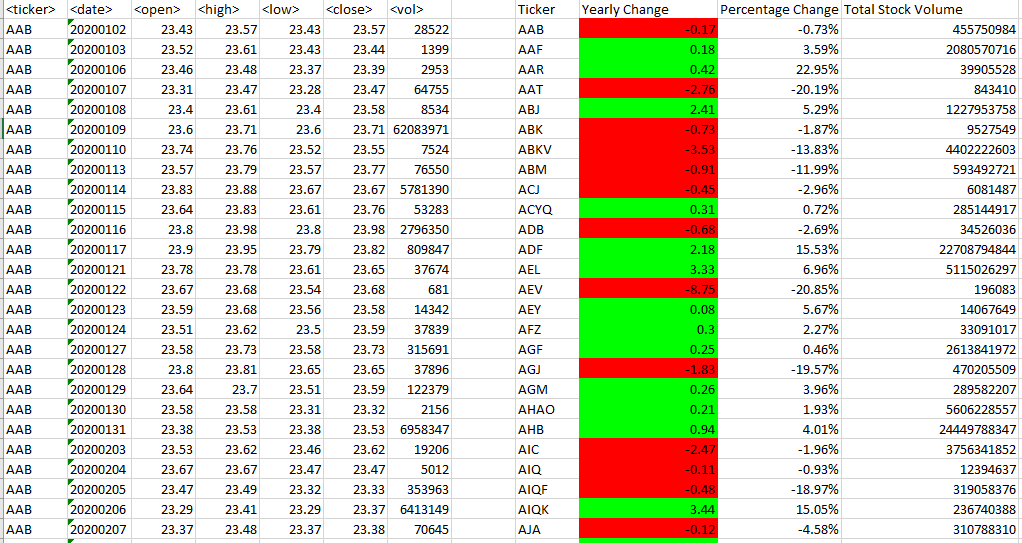 <ticker> <date> <open> <high> <low> <close> <vol> Ticker Yearly Change Percentage Change Total Stock Volume
AAB 20200102 23.43 23.57 23.43 23.57 28522 AAB -0.17 -0.73% 455750984
AAB 20200103 23.52 23.61 23.43 23.44 1399 AAF 0.18 3.59% 2080570716
AAB 20200106 23.46 23.48 23.37 23.39 2953 AAR 0.42 22.95% 39905528
AAB 20200107 23.31 23.47 23.28 23.47 64755 AAT -2.76 -20.19% 843410
AAB 20200108 23.4 23.61 23.4 23.58 8534 ABJ 2.41 5.29% 1227953758
AAB 20200109 23.6 23.71 23.6 23.71 62083971 ABK -0.73 -1.87% 9527549
AAB 20200110 23.74 23.76 23.52 23.55 7524 ABKV -3.53 -13.83% 4402222603
AAB 20200113 23.57 23.79 23.57 23.77 76550 ABM -0.91 -11.99% 593492721
AAB 20200114 23.83 23.88 23.67 23.67 5781390 ACJ -0.45 -2.96% 6081487
AAB 20200115 23.64 23.83 23.61 23.76 53283 ACYQ 0.31 0.72% 285144917
AAB 20200116 23.8 23.98 23.8 23.98 2796350 ADB -0.68 -2.69% 34526036
AAB 20200117 23.9 23.95 23.79 23.82 809847 ADF 2.18 15.53% 22708794844
AAB 20200121 23.78 23.78 23.61 23.65 37674 AEL 3.33 6.96% 5115026297
AAB 20200122 23.67 23.68 23.54 23.68 681 AEV -8.75 -20.85% 196083
AAB 20200123 23.59 23.68 23.56 23.58 14342 AEY 0.08 5.67% 14067649
AAB 20200124 23.51 23.62 23.5 23.59 37839 AFZ 0.3 2.27% 33091017
AAB 20200127 23.58 23.73 23.58 23.73 315691 AGF 0.25 0.46% 2613841972
AAB 20200128 23.8 23.81 23.65 23.65 37896 AGJ -1.83 -19.57% 470205509
AAB 20200129 23.64 23.7 23.51 23.59 122379 AGM 0.26 3.96% 289582207
AAB 20200130 23.58 23.58 23.31 23.32 2156 AHAO 0.21 1.93% 5606228557
AAB 20200131 23.38 23.53 23.38 23.53 6958347 AHB 0.94 4.01% 24449788347
AAB 20200203 23.53 23.62 23.46 23.62 19206 AIC -2.47 -1.96% 3756341852
AAB 20200204 23.67 23.67 23.47 23.47 5012 AIQ -0.11 -0.93% 12394637
AAB 20200205 23.47 23.49 23.32 23.33 353963 AIQF -0.48 -18.97% 319058376
AAB 20200206 23.29 23.41 23.29 23.37 6413149 AIQK 3.44 15.05% 236740388
AAB 20200207 23.37 23.48 23.37 23.38 70645 AJA -0.12 -4.58% 310788310